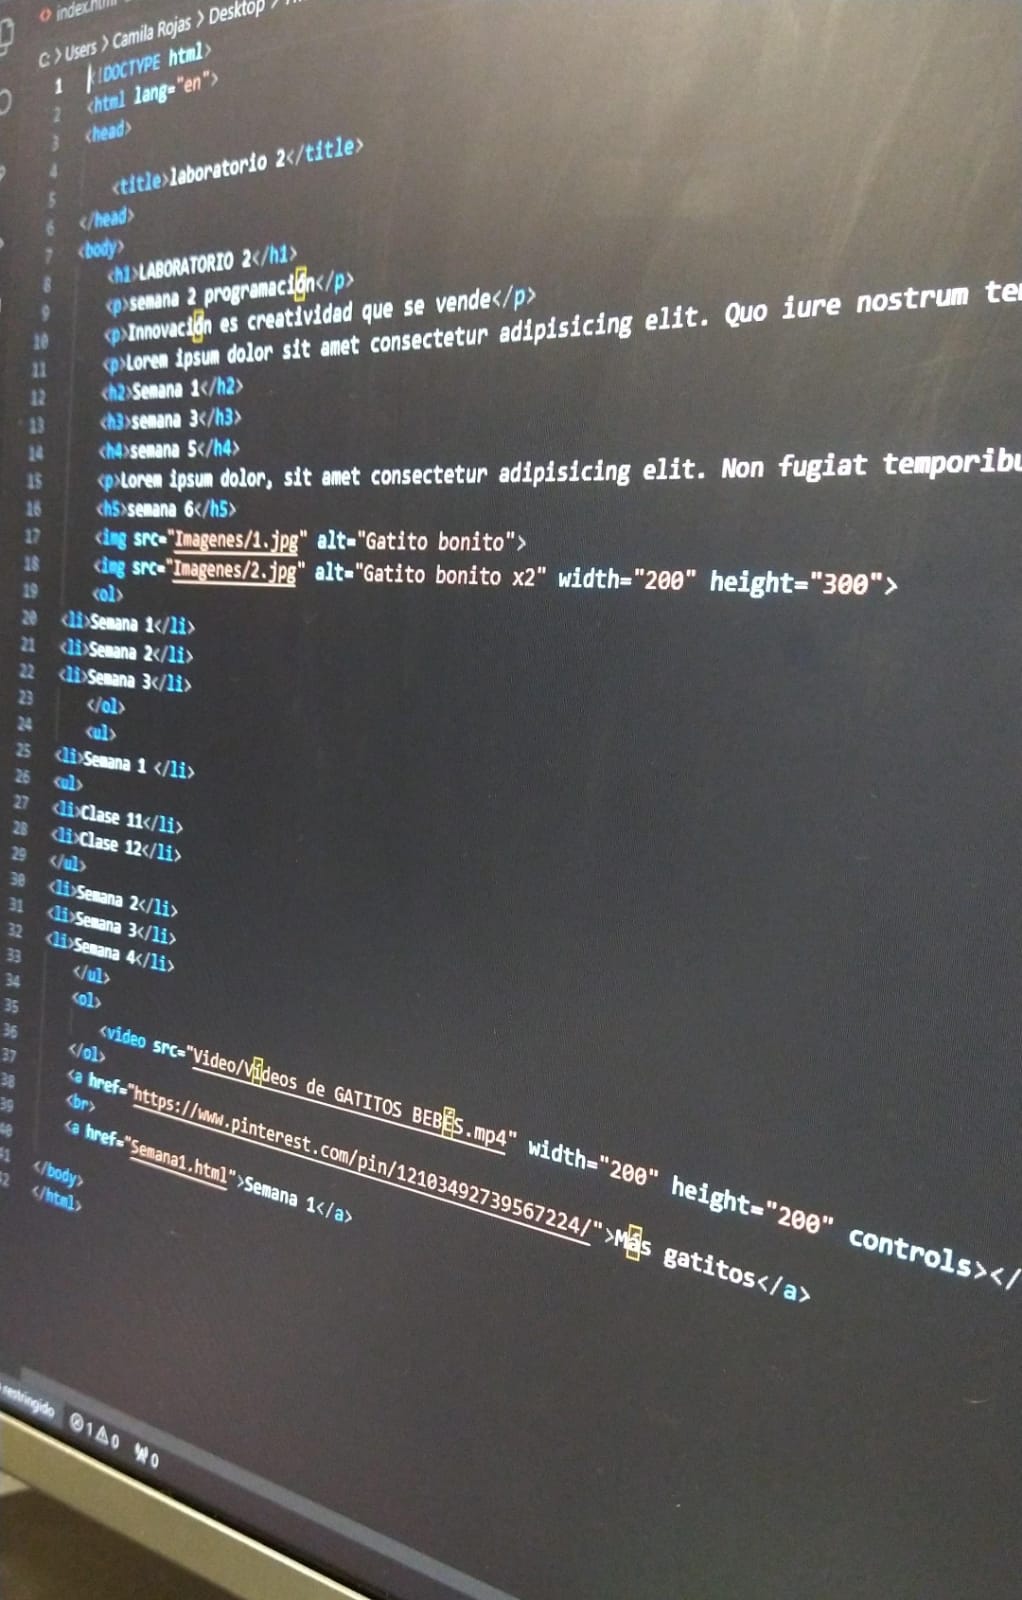 index.html
C: > Users > Camila Rojas > Desktop >
1 <!DOCTYPE html>
2 <html lang="en">
3 <head>
4
5 <title>laboratorio 2</title>
6 </head>
7 <body>
8 <h1>LABORATORIO 2</h1>
9 <p>semana 2 programación</p>
10 <p>Innovación es creatividad que se vende</p>
11 <p>Lorem ipsum dolor sit amet consectetur adipisicing elit. Quo iure nostrum
12 <h2>Semana 1</h2>
13 <h3>semana 3</h3>
14 <h4>semana 5</h4>
15 <p>Lorem ipsum dolor, sit amet consectetur adipisicing elit. Non fugiat
16 <h5>semana 6</h5>
17 <img src="Imagenes/1.jpg" alt="Gatito bonito">
18 <img src="Imagenes/2.jpg" alt="Gatito bonito x2" width="200" height="300">
19 <ol>
20 <li>Semana 1</li>
21 <li>Semana 2</li>
22 <li>Semana 3</li>
23 </ol>
24 <ul>
25 <li>Semana 1 </li>
26 <ul>
27 <li>Clase 11</li>
28 <li>Clase 12</li>
29 </ul>
30 <li>Semana 2</li>
31 <li>Semana 3</li>
32 <li>Semana 4</li>
33 </ul>
34 <ol>
35 <video src="Video/Vídeos de GATITOS BEBÉS.mp4" width="200" height="200" controls></
36 </ol>
37 <a href="https://www.pinterest.com/pin/12103492739567224/">Más gatitos</a>
38 <br>
39 <a href="Semana1.html">Semana 1</a>
40
41 </body>
42 </html>
restringido 1 0 0